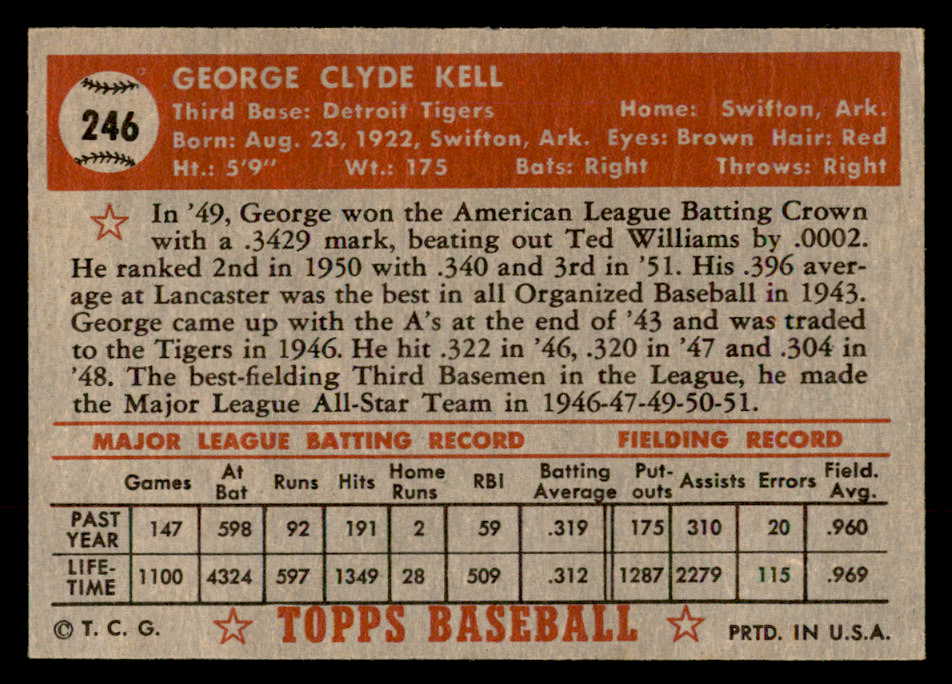 246
GEORGE CLYDE KELL
Third Base: Detroit Tigers Home: Swifton, Ark.
Born: Aug. 23, 1922, Swifton, Ark. Eyes: Brown Hair: Red
Ht.: 5'9" Wt.: 175 Bats: Right Throws: Right
In '49, George won the American League Batting Crown
with a .3429 mark, beating out Ted Williams by .0002.
He ranked 2nd in 1950 with .340 and 3rd in '51. His .396 aver-
age at Lancaster was the best in all Organized Baseball in 1943.
George came up with the A's at the end of '43 and was traded
to the Tigers in 1946. He hit .322 in '46, .320 in '47 and .304 in
'48. The best-fielding Third Basemen in the League, he made
the Major League All-Star Team in 1946-47-49-50-51.
MAJOR LEAGUE BATTING RECORD FIELDING RECORD
Games At Bat Runs Hits Home Runs RBI Batting Average Put-outs Assists Errors Field. Avg.
PAST YEAR 147 598 92 191 2 59 .319 175 310 20 .960
LIFE-TIME 1100 4324 597 1349 28 509 .312 1287 2279 115 .969
© T. C. G. TOPPS BASEBALL PRTD. IN U.S.A.